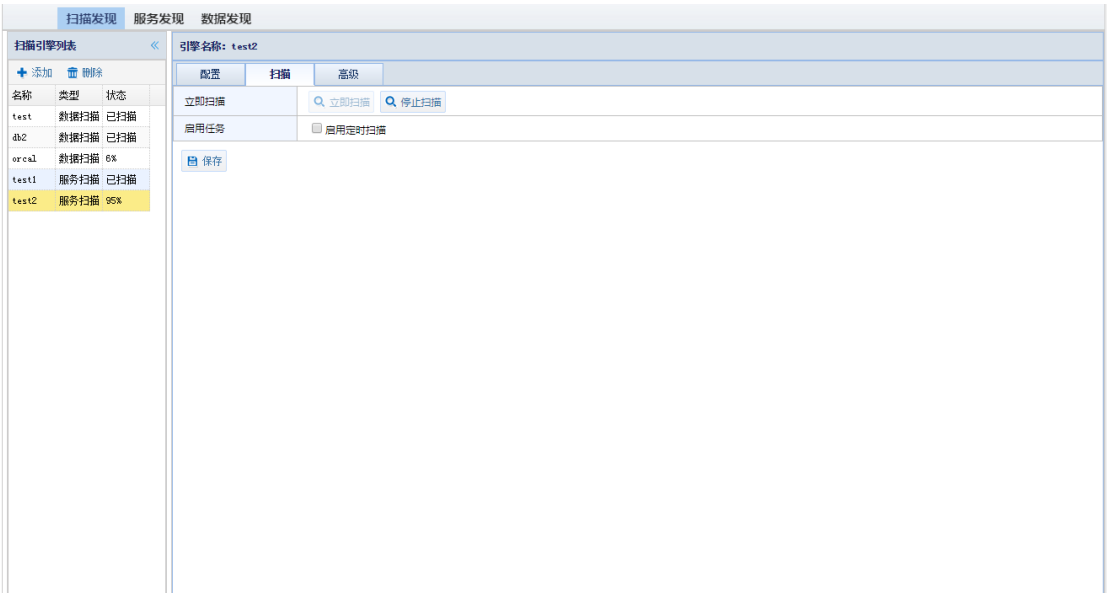 扫描发现 服务发现 数据发现
扫描引擎列表 «
添加 删除
名称 类型 状态
test 数据扫描 已扫描
db2 数据扫描 已扫描
orcal 数据扫描 6%
test1 服务扫描 已扫描
test2 服务扫描 95%
引擎名称: test2
配置 扫描 高级
立即扫描 立即扫描 停止扫描
启用任务 启用定时扫描
保存